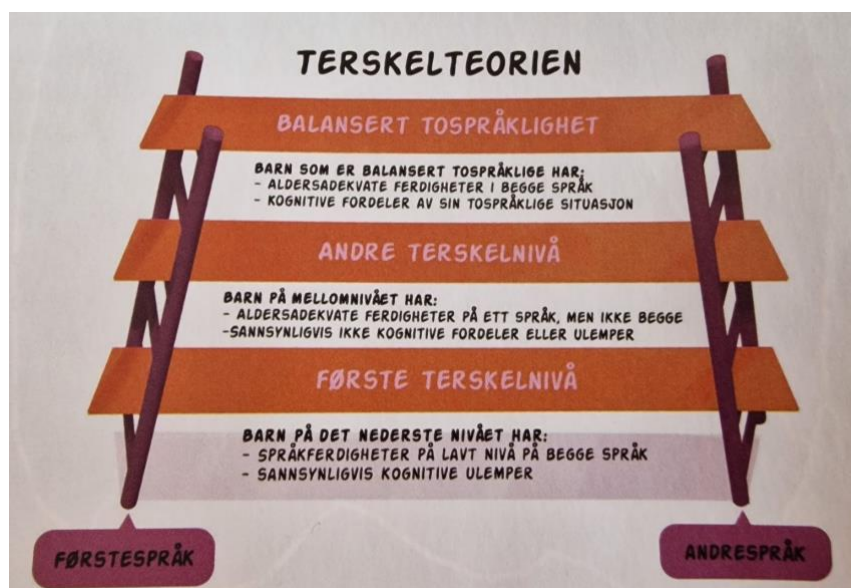 TERSKELTEORIEN
BALANSERT TOSPRÅKLIGHET
BARN SOM ER BALANSERT TOSPRÅKLIGE HAR:
- ALDERSADEKVATE FERDIGHETER I BEGGE SPRÅK
- KOGNITIVE FORDELER AV SIN TOSPRÅKLIGE SITUASJON
ANDRE TERSKELNIVÅ
BARN PÅ MELLOMNIVÅET HAR:
- ALDERSADEKVATE FERDIGHETER PÅ ETT SPRÅK, MEN IKKE BEGGE
-SANNSYNLIGVIS IKKE KOGNITIVE FORDELER ELLER ULEMPER
FØRSTE TERSKELNIVÅ
BARN PÅ DET NEDERSTE NIVÅET HAR:
- SPRÅKFERDIGHETER PÅ LAVT NIVÅ PÅ BEGGE SPRÅK
- SANNSYNLIGVIS KOGNITIVE ULEMPER
FØRSTESPRÅK
ANDRESPRÅK